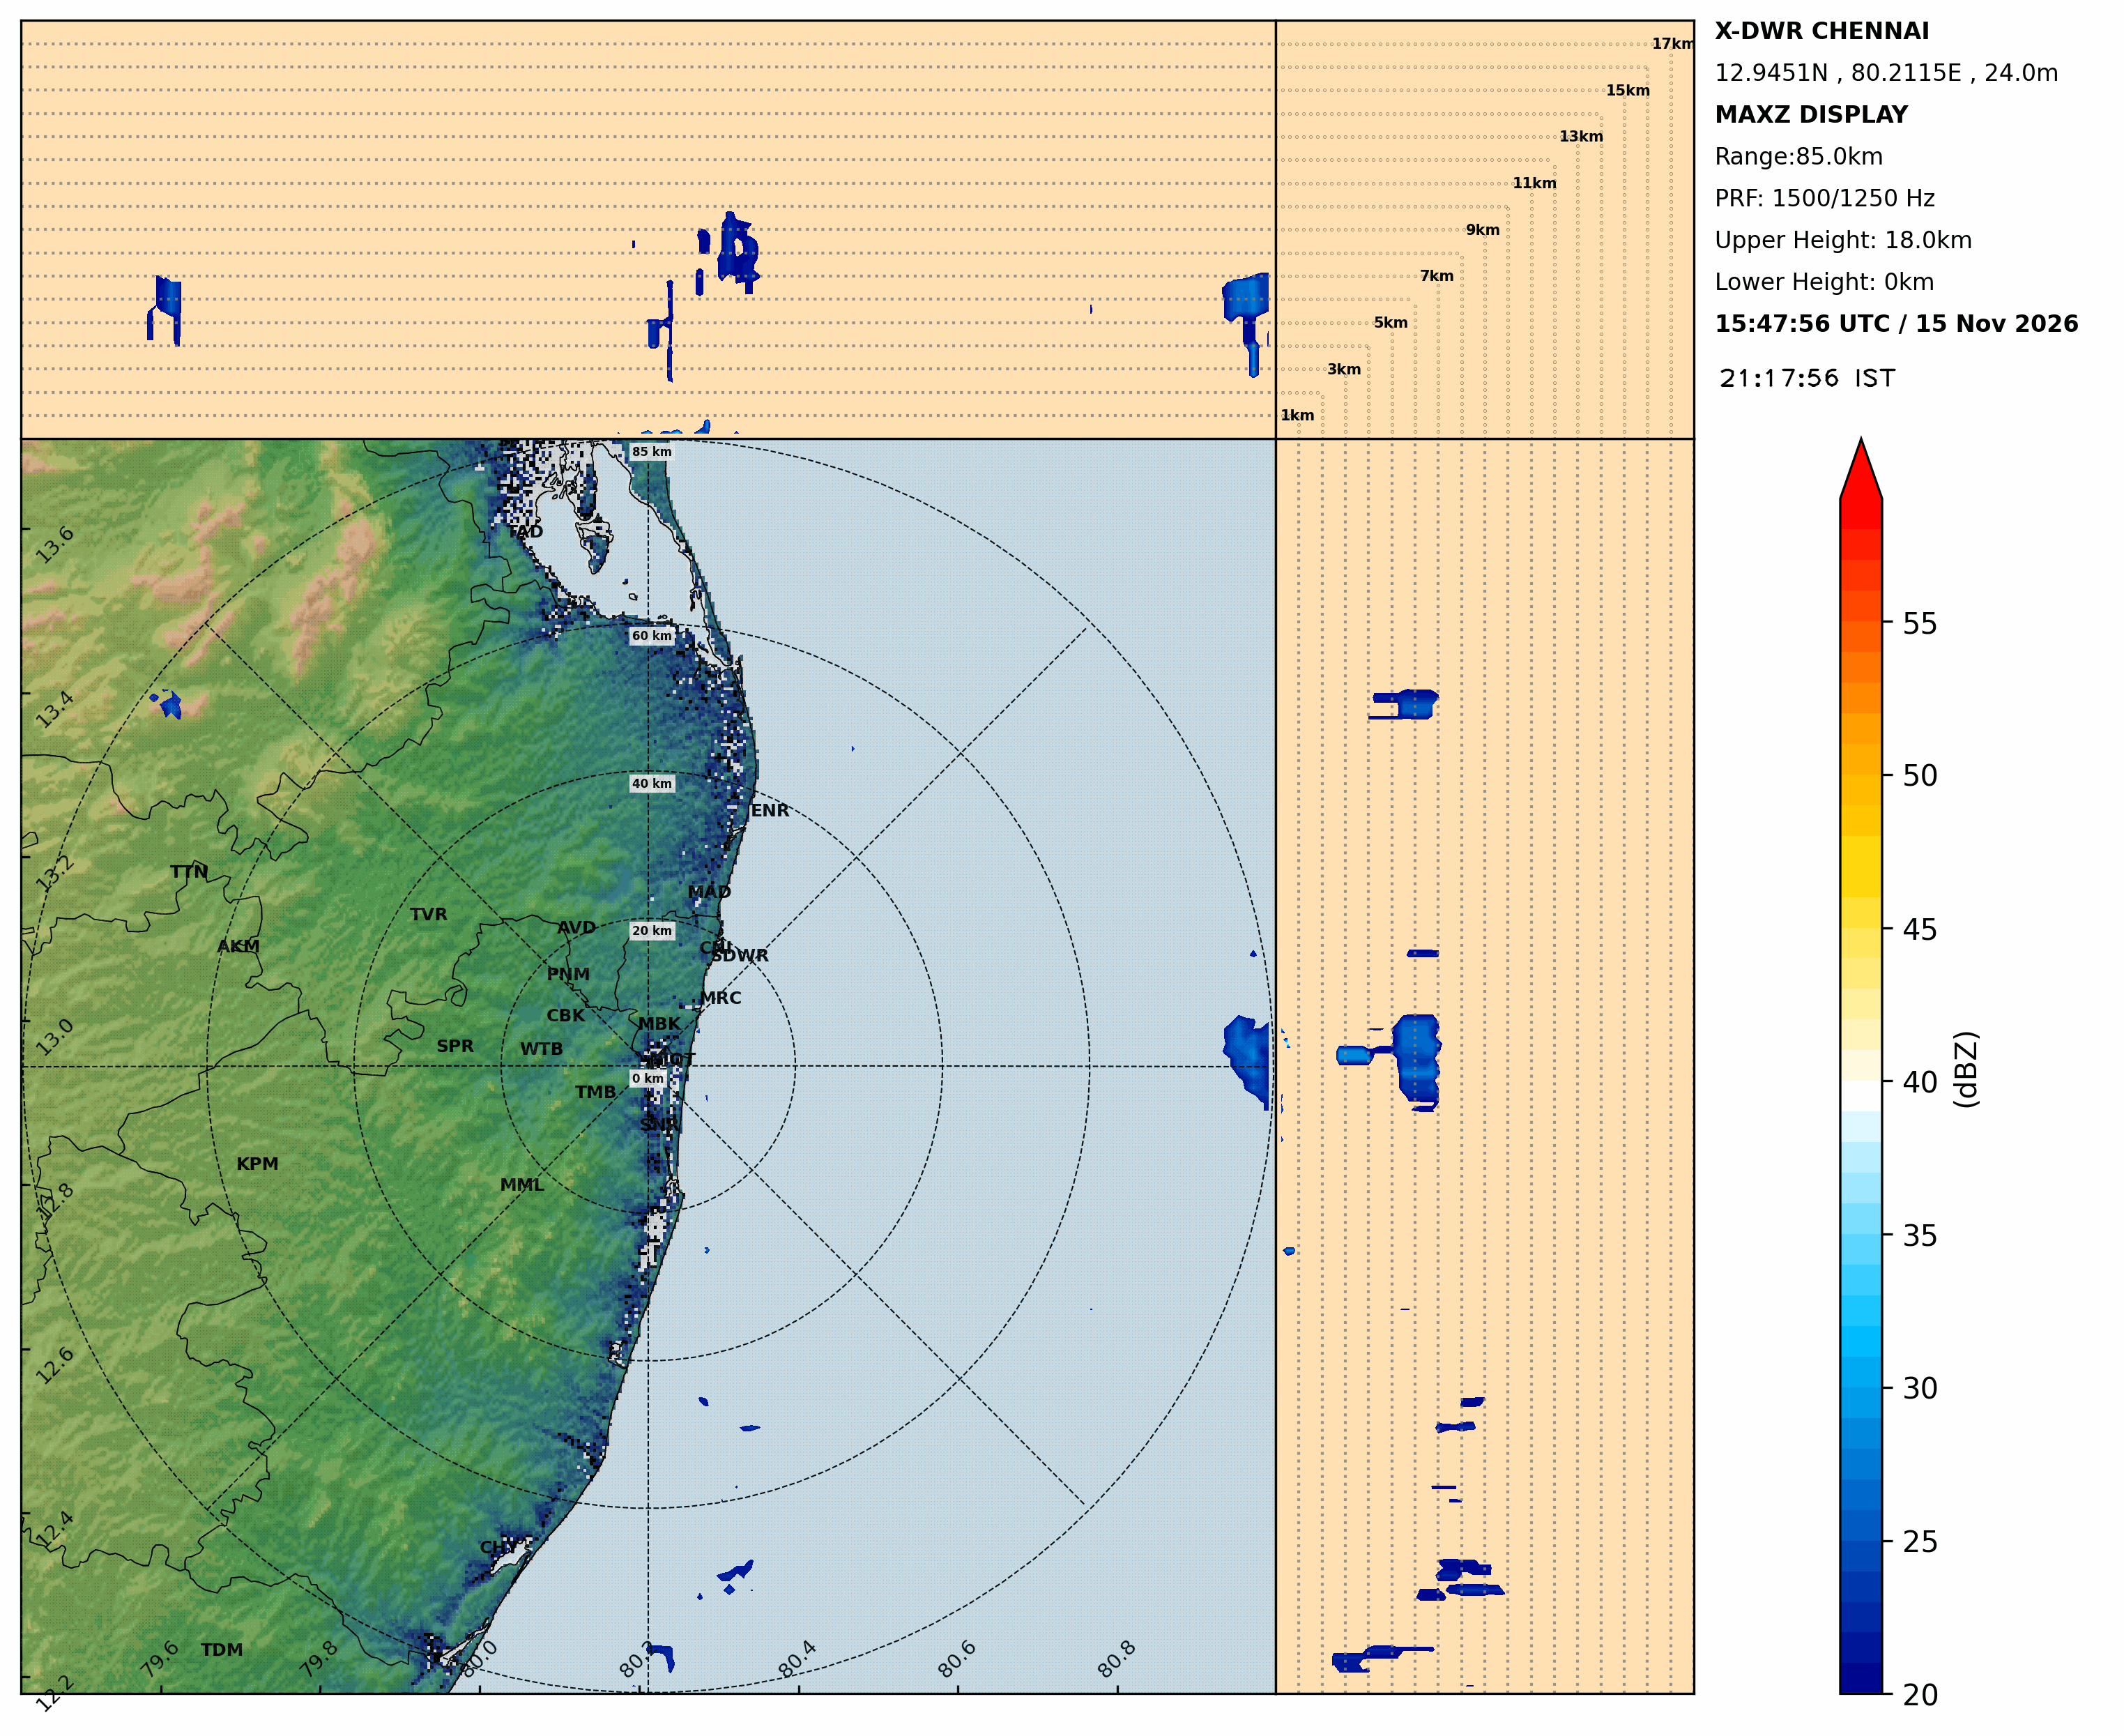 X-DWR CHENNAI
12.9451N , 80.2115E , 24.0m
MAXZ DISPLAY
Range:85.0km
PRF: 1500/1250 Hz
Upper Height: 18.0km
Lower Height: 0km
15:47:56 UTC / 15 Nov 2026
21:17:56 IST
17km
15km
13km
11km
9km
7km
5km
3km
1km
85 km
TAD
13.6
60 km
13.4
40 km
ENR
13.2
TTN
MAD
TVR
AVD
20 km
AKM
SDWR
PNM
MRC
CBK
MBK
13.0
SPR
WTB
0 km
TMB
SNR
KPM
MML
12.8
12.6
12.4
CHY
TDM
12.2
79.6
79.8
80.0
80.2
80.4
80.6
80.8
55
50
45
40
35
30
25
20
(dBZ)